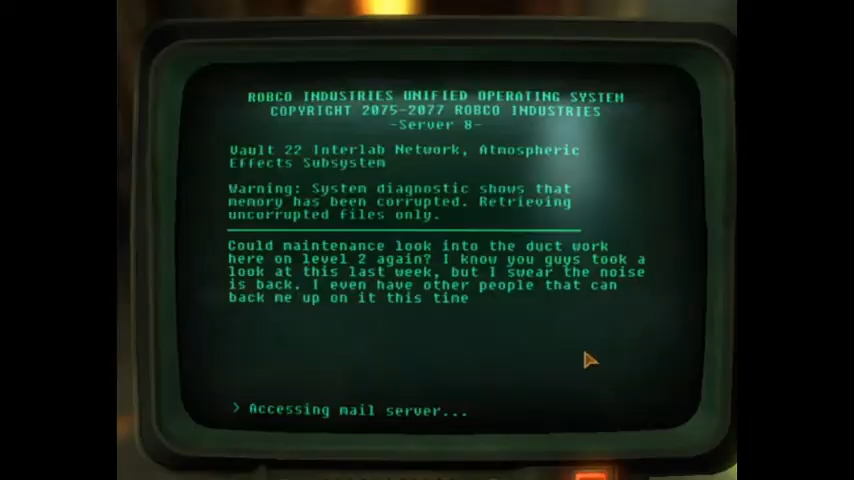 ROBCO INDUSTRIES UNIFIED OPERATING SYSTEM
COPYRIGHT 2075-2077 ROBCO INDUSTRIES
-Server 8-
Vault 22 Interlab Network, Atmospheric
Effects Subsystem
Warning: System diagnostic shows that
memory has been corrupted. Retrieving
uncorrupted files only.
Could maintenance look into the duct work
here on level 2 again? I know you guys took a
look at this last week, but I swear the noise
is back. I even have other people that can
back me up on it this time
> Accessing mail server...